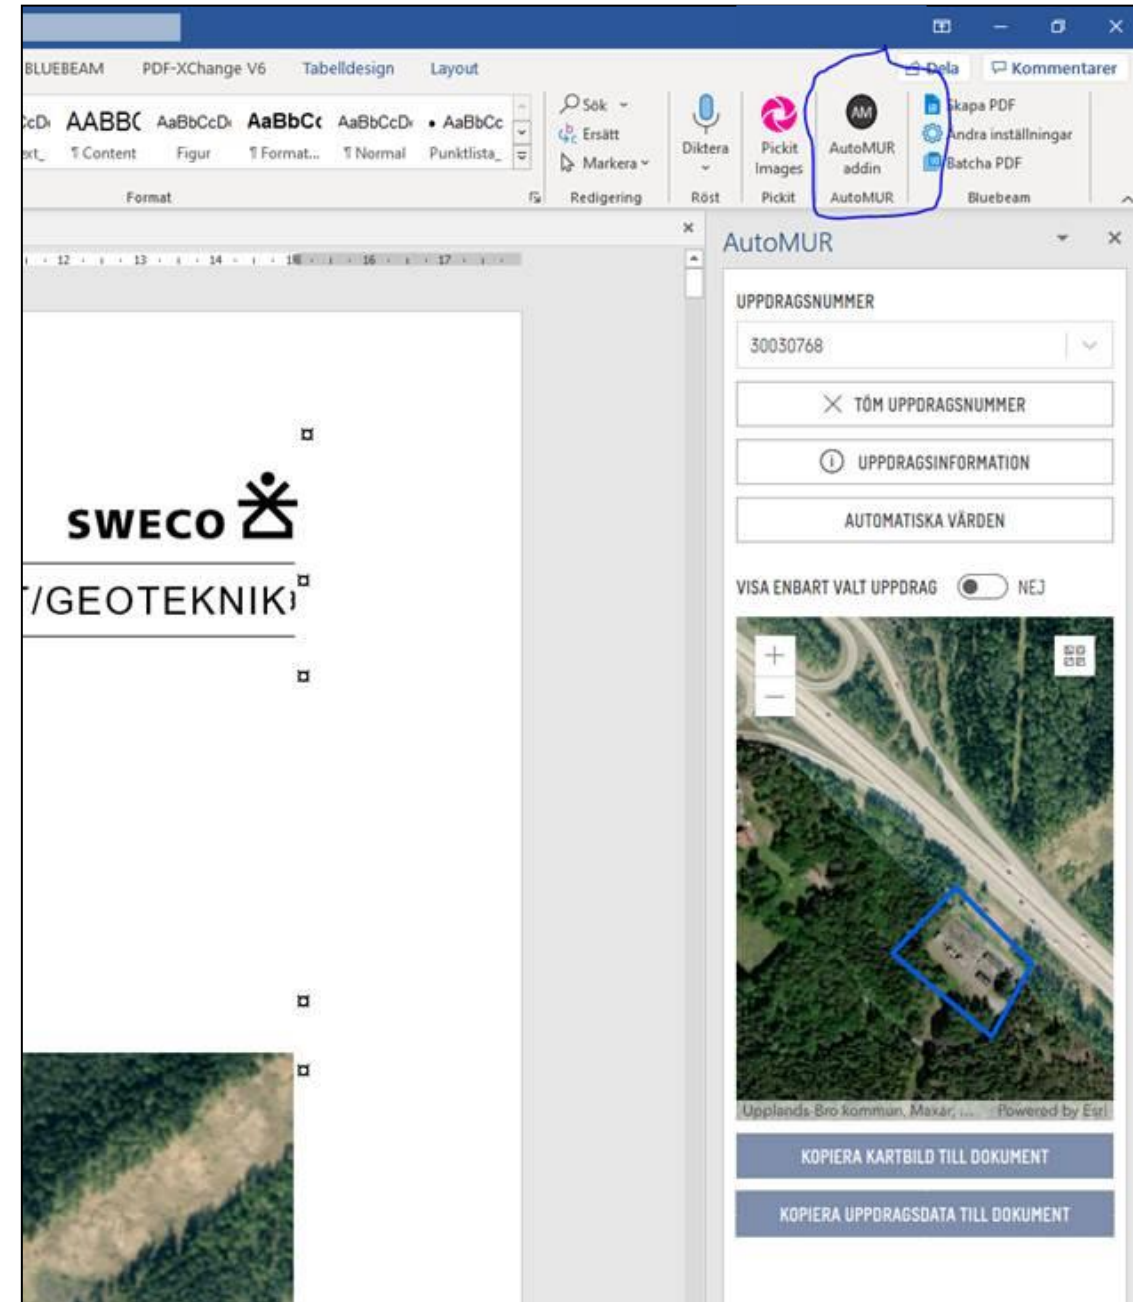 BLUEBEAM PDF-XChange V6 Tabelldesign Layout Dela Kommentarer
AABBC AaBbCcD AaBbCc AaBbCcD • AaBbCc
¶ Content Figur ¶ Format... ¶ Normal Punktlista_
Format
Sök
Ersätt
Markera
Redigering
Diktera
Röst
Pickit
Images
Pickit
AM
AutoMUR
addin
AutoMUR
Skapa PDF
Ändra inställningar
Batcha PDF
Bluebeam
12 13 14 16 17
SWECO
T/GEOTEKNIK
AutoMUR
UPPDRAGSNUMMER
30030768
TÖM UPPDRAGSNUMMER
UPPDRAGSINFORMATION
AUTOMATISKA VÄRDEN
VISA ENBART VALT UPPDRAG NEJ
Upplands-Bro kommun, Maxar, ... Powered by Esri
KOPIERA KARTBILD TILL DOKUMENT
KOPIERA UPPDRAGSDATA TILL DOKUMENT